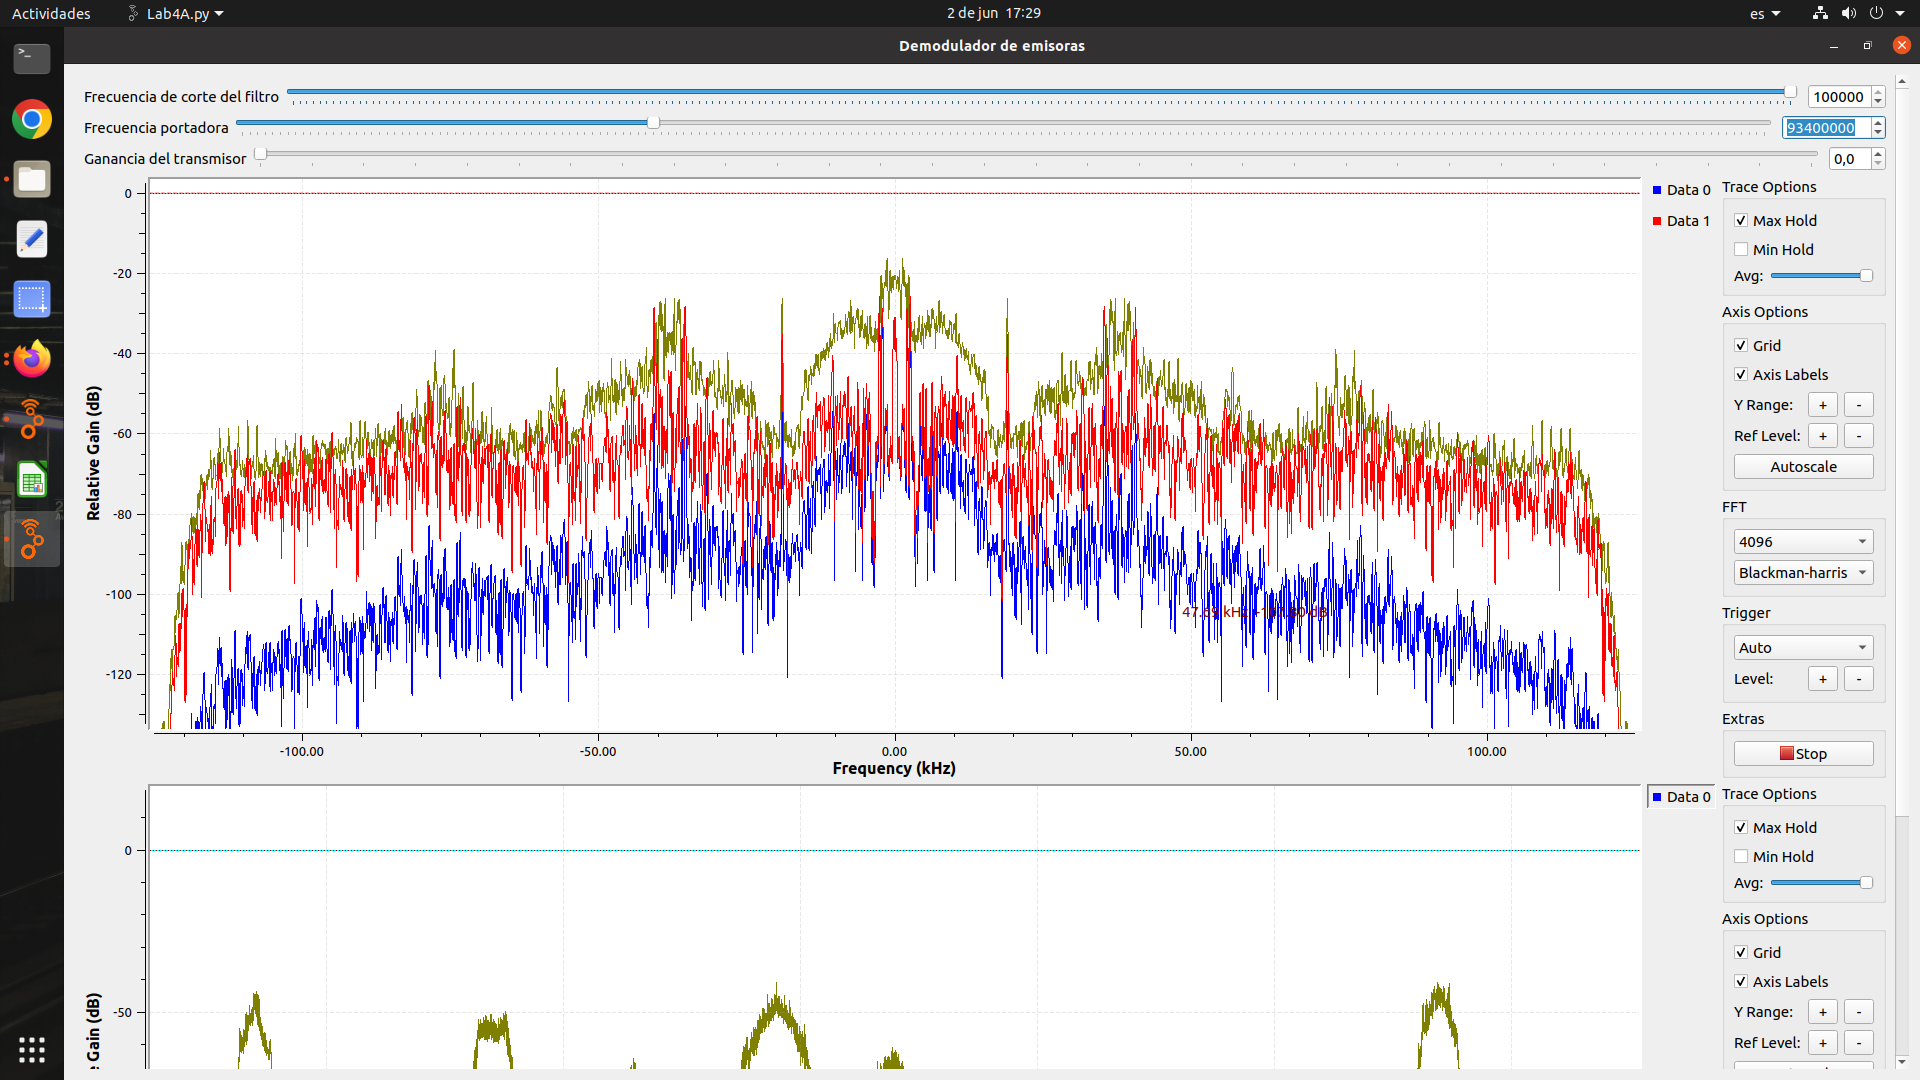 Actividades
Lab4A.py
2 de jun 17:29
es
Demodulador de emisoras
Frecuencia de corte del filtro
100000
Frecuencia portadora
93400000
Ganancia del transmisor
0,0
Relative Gain (dB)
0
-20
-40
-60
-80
-100
-120
-100.00
-50.00
0.00
50.00
100.00
Frequency (kHz)
Data 0
Data 1
Trace Options
Max Hold
Min Hold
Avg:
Axis Options
Grid
Axis Labels
Y Range: + -
Ref Level: + -
Autoscale
FFT
4096
Blackman-harris
Trigger
Auto
Level: + -
Extras
Stop
0
-50
Gain (dB)
Data 0
Trace Options
Max Hold
Min Hold
Avg:
Axis Options
Grid
Axis Labels
Y Range: + -
Ref Level: + -